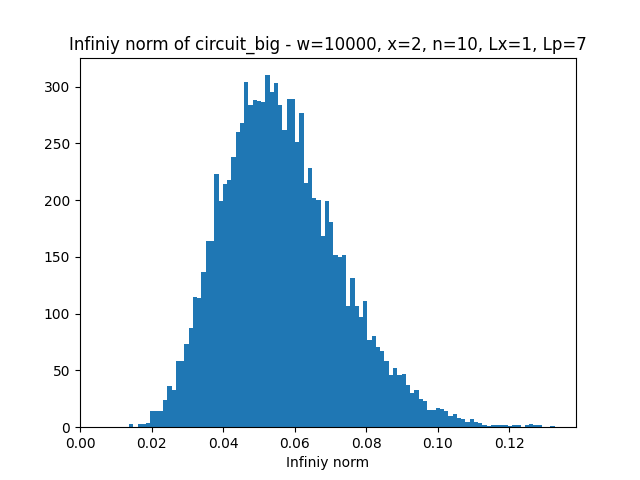 Infiniy norm of circuit_big - w=10000, x=2, n=10, Lx=1, Lp=7
300
250
200
150
100
50
0
0.00 0.02 0.04 0.06 0.08 0.10 0.12
Infiniy norm